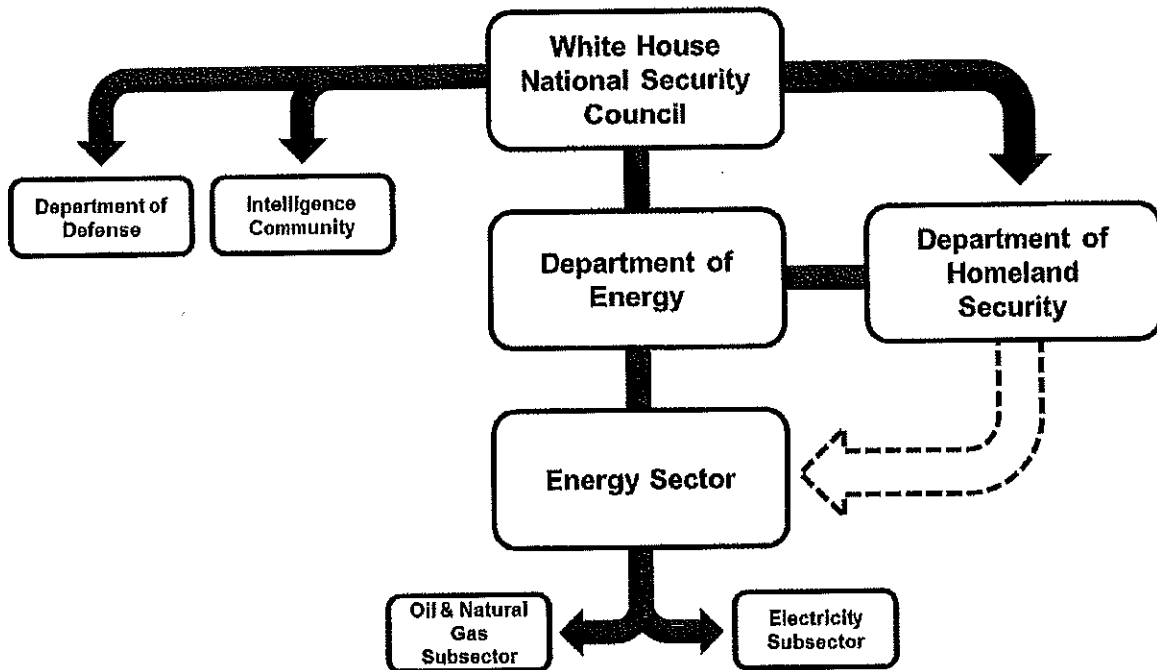 White House
National Security
Council
Department of
Defense
Intelligence
Community
Department of
Energy
Department of
Homeland
Security
Energy Sector
Oil & Natural
Gas
Subsector
Electricity
Subsector